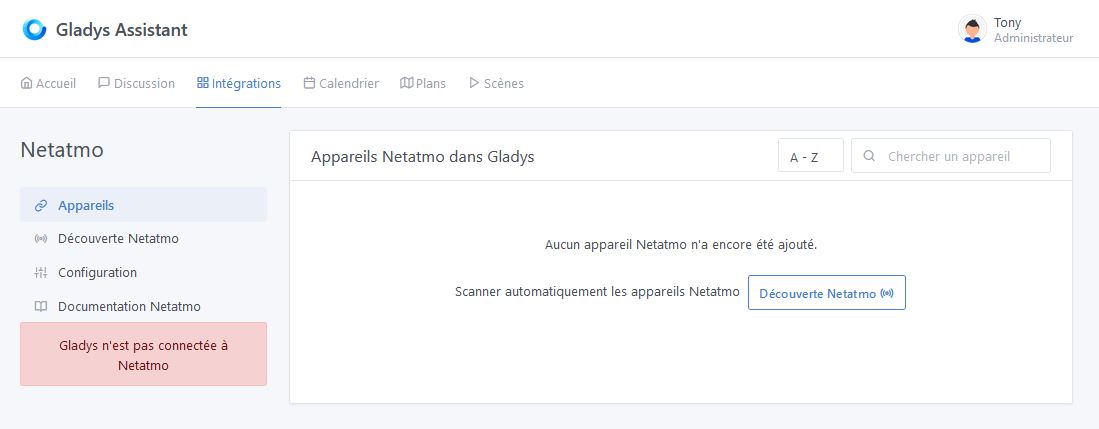 Gladys Assistant
Tony
Administrateur
Accueil
Discussion
Intégrations
Calendrier
Plans
Scènes
Netatmo
Appareils
Découverte Netatmo
Configuration
Documentation Netatmo
Gladys n'est pas connectée à
Netatmo
Appareils Netatmo dans Gladys
A - Z
Chercher un appareil
Aucun appareil Netatmo n'a encore été ajouté.
Scanner automatiquement les appareils Netatmo
Découverte Netatmo